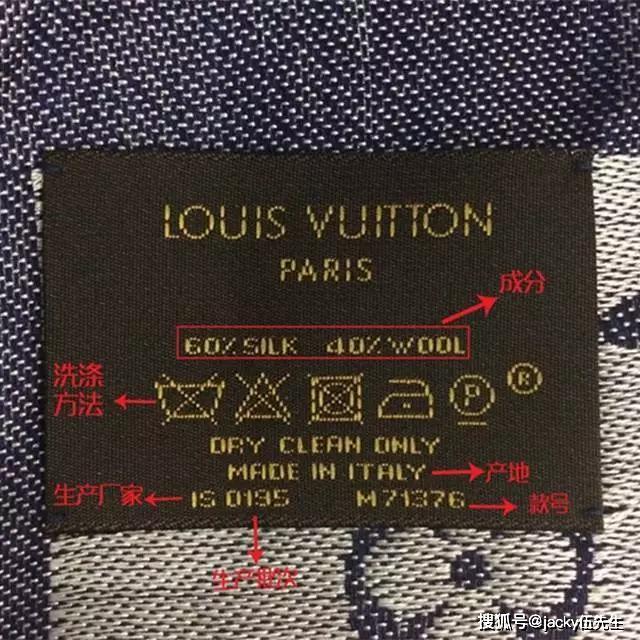 LOUIS VUITTON
PARIS
成分
60% SILK 40% WOOL
洗涤
方法
®
DRY CLEAN ONLY
MADE IN ITALY
产地
生产厂家
IS 0195
M71376
款号
生产批次
搜狐号@jacky伍先生